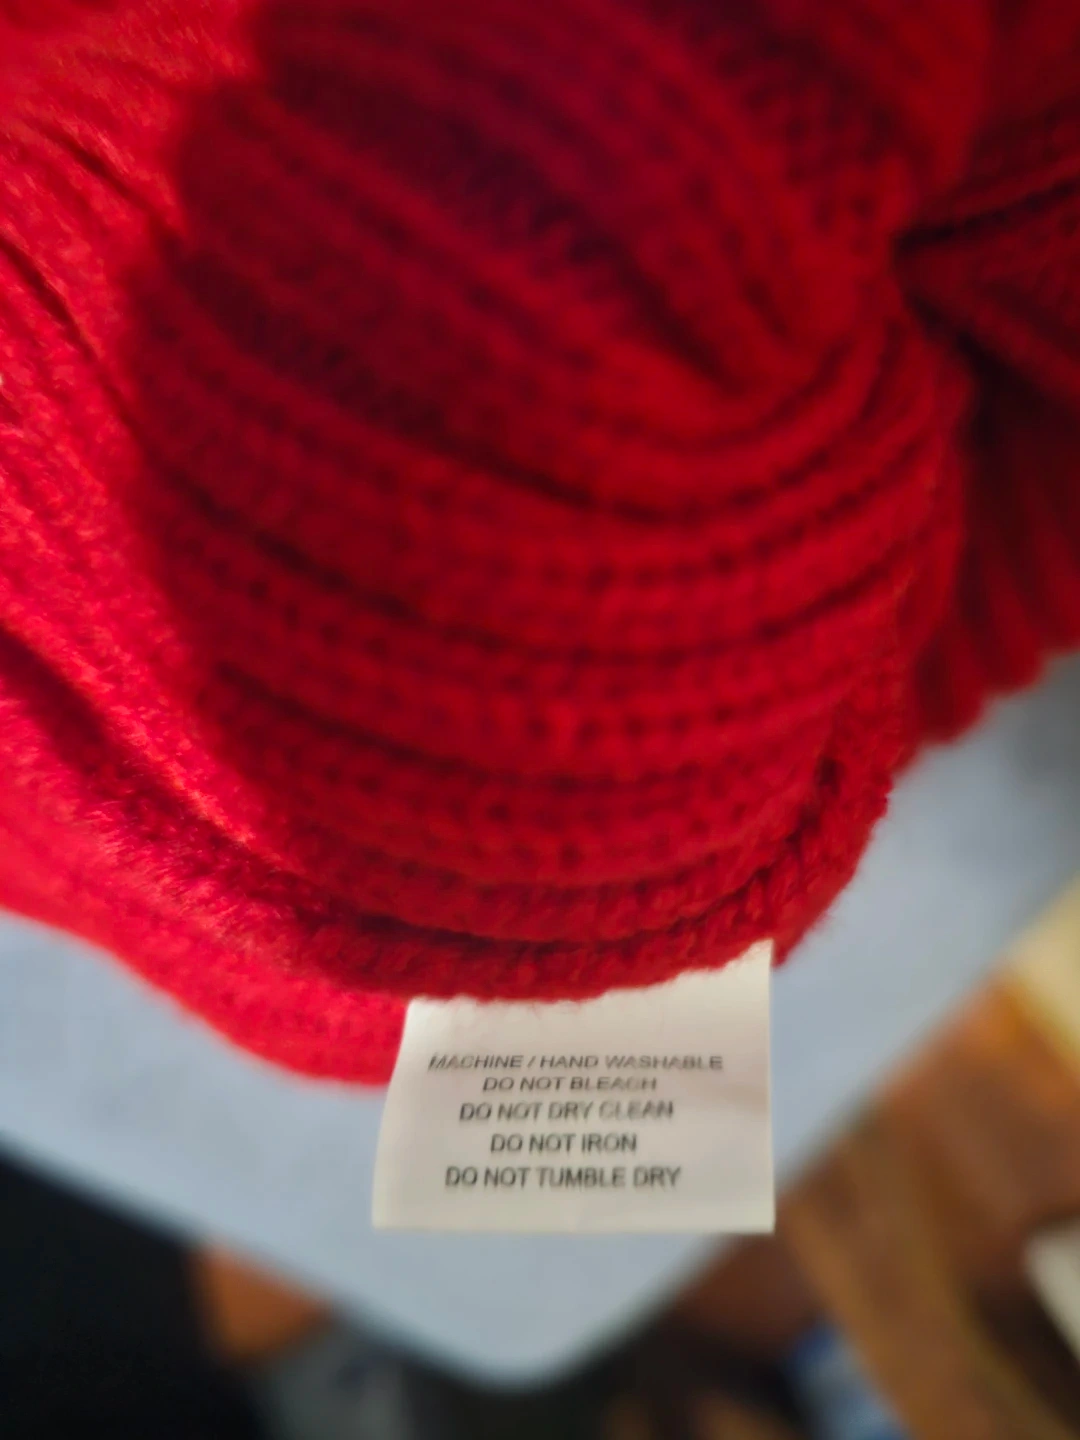 MACHINE / HAND WASHABLE
DO NOT BLEACH
DO NOT DRY CLEAN
DO NOT IRON
DO NOT TUMBLE DRY